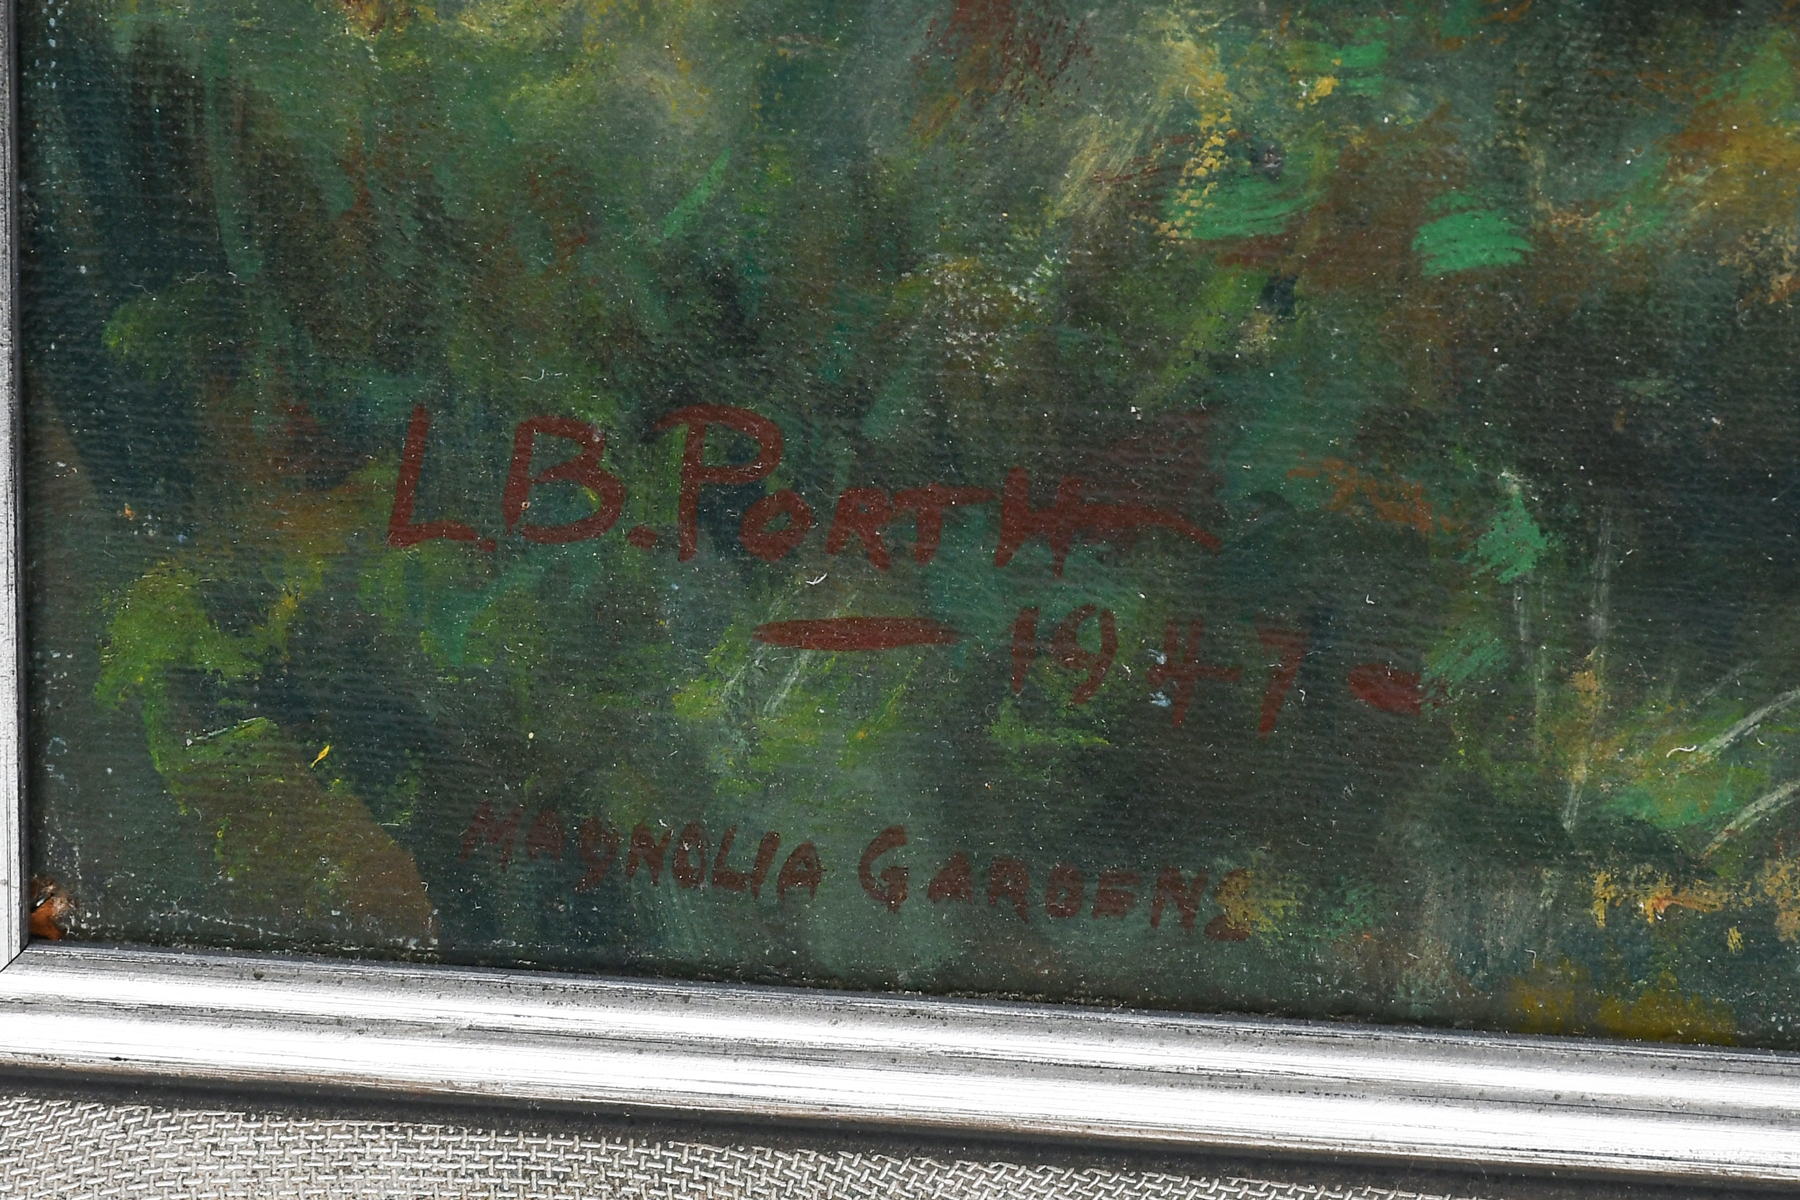 L.B. PORTH
— 1947 -
MAGNOLIA GARDENS